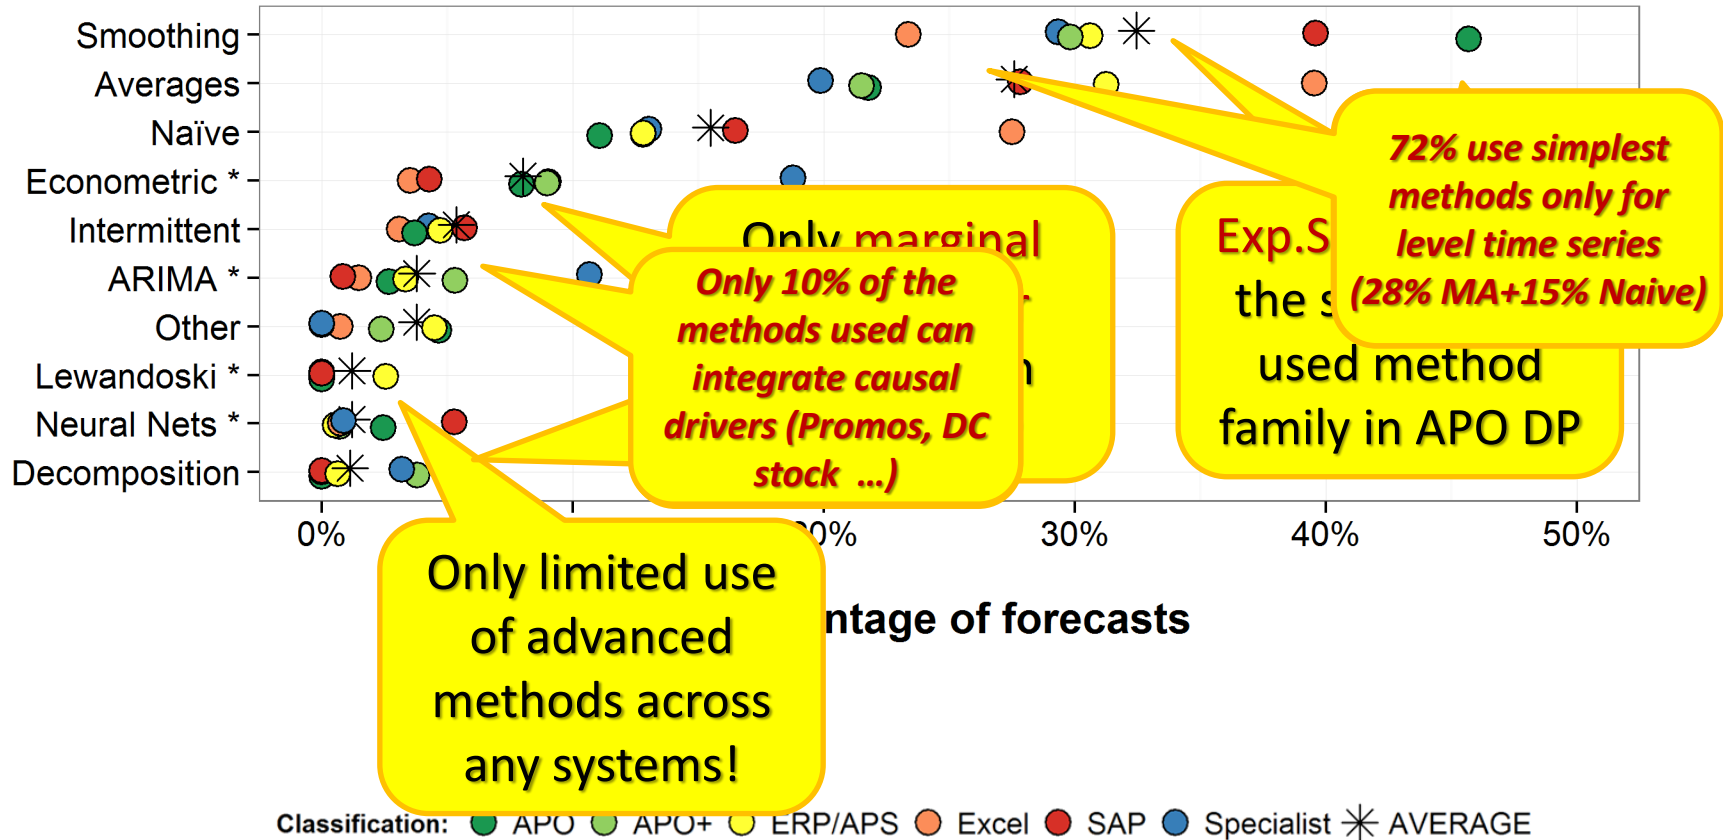 Smoothing
Averages
Naïve
Econometric *
Intermittent
ARIMA *
Other
Lewandoski *
Neural Nets *
Decomposition
72% use simplest
methods only for
level time series
(28% MA+15% Naive)
Exp.S
the s
used method
family in APO DP
Only marginal
Only 10% of the
methods used can
integrate causal
drivers (Promos, DC
stock ...)
0%
30%
40%
50%
Only limited use
of advanced
methods across
any systems!
ntage of forecasts
Classification: APO APO+ ERP/APS Excel SAP Specialist AVERAGE